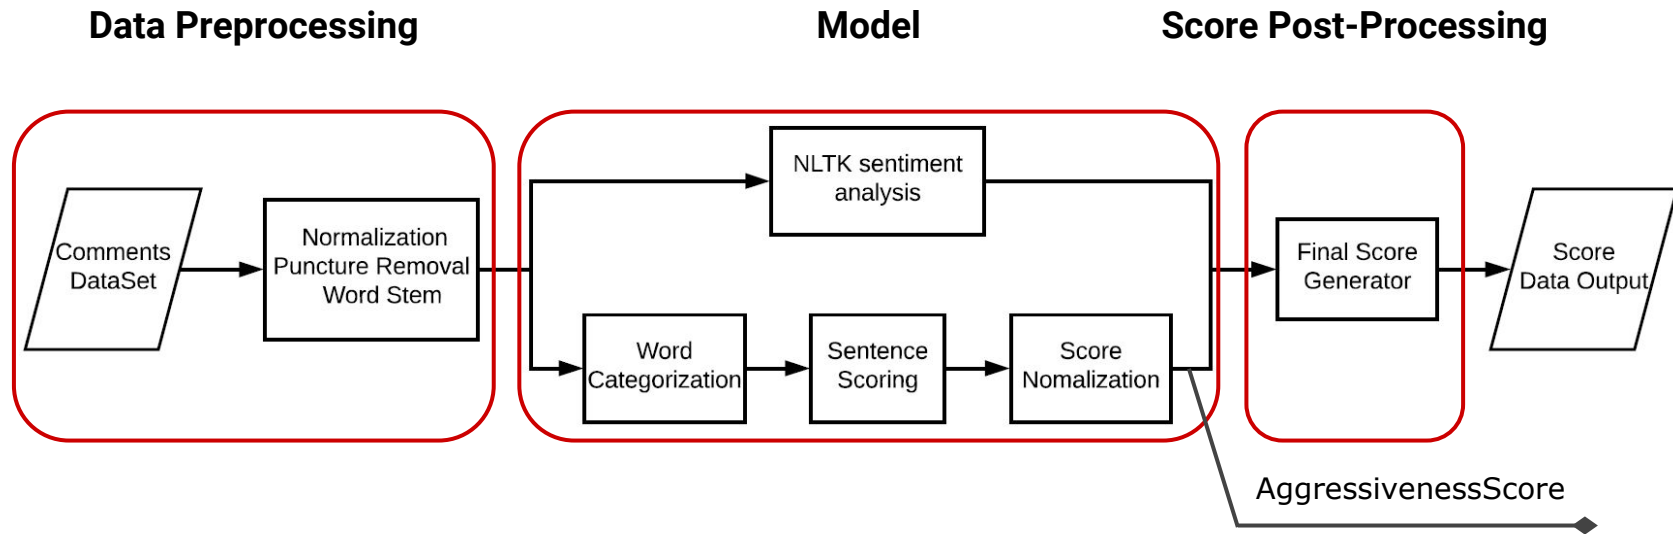 Data Preprocessing
Model
Score Post-Processing
Comments
DataSet
Normalization
Puncture Removal
Word Stem
NLTK sentiment
analysis
Word
Categorization
Sentence
Scoring
Score
Nomalization
Final Score
Generator
Score
Data Output
AggressivenessScore